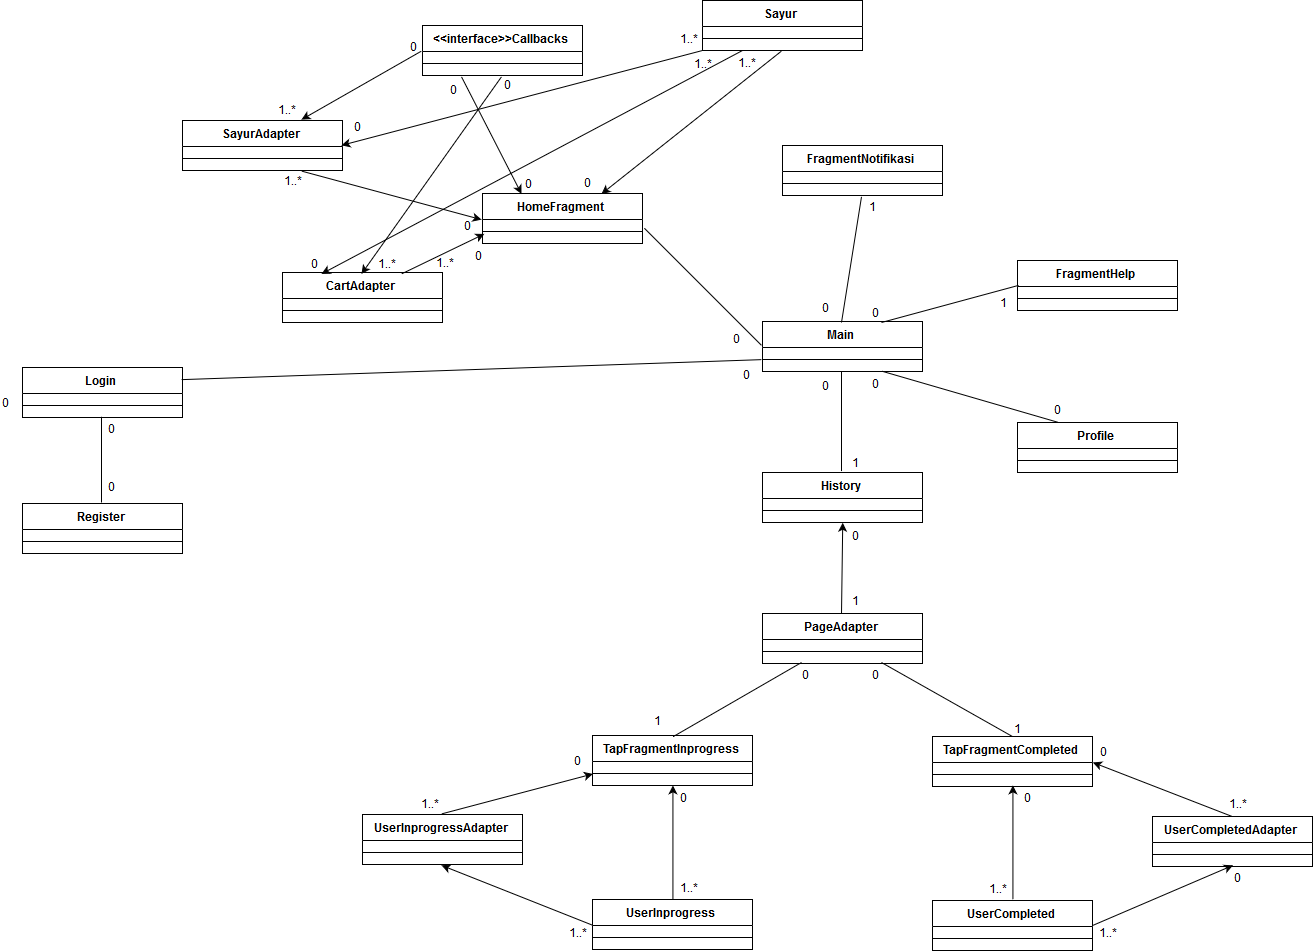 Sayur
<<interface>>Callbacks
1..*
0
1..*
1..*
0
0
1..*
0
SayurAdapter
FragmentNotifikasi
1..*
0
0
HomeFragment
1
0
0
1..*
1..*
0
FragmentHelp
CartAdapter
1
0
0
Main
0
0
Login
0
0
0
0
Profile
0
1
History
0
Register
0
1
PageAdapter
0
0
1
1
TapFragmentInprogress
TapFragmentCompleted
0
0
0
0
1..*
1..*
UserInprogressAdapter
UserCompletedAdapter
0
1..*
1..*
UserInprogress
UserCompleted
1..*
1..*